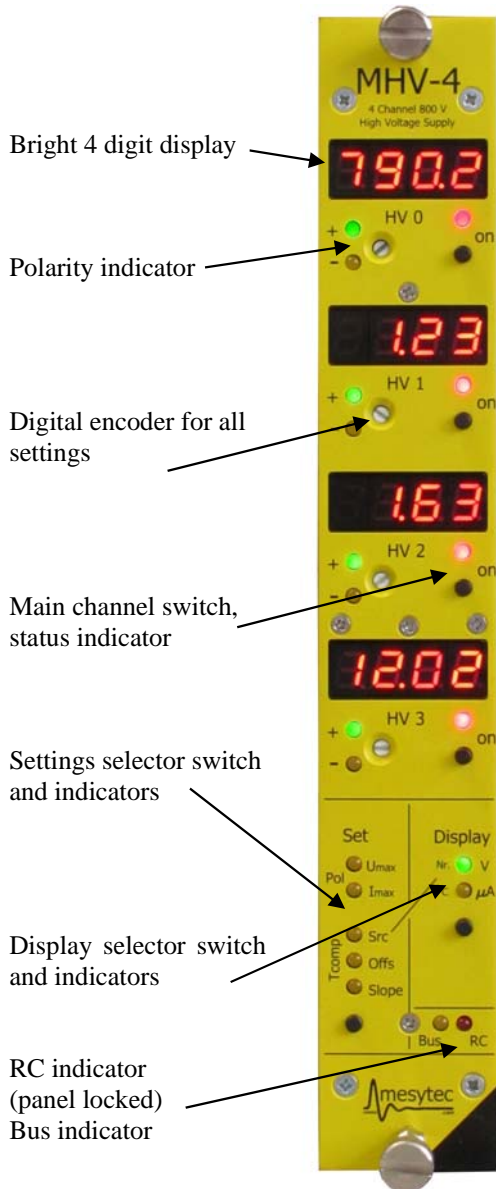 MHV-4
4 Channel 800 V
High Voltage Supply
Bright 4 digit display
790.2
HV 0
+
on
Polarity indicator
-
1.23
HV 1
+
Digital encoder for all
settings
-
1.63
HV 2
+
on
Main channel switch,
status indicator
-
12.02
HV 3
+
on
-
Settings selector switch
and indicators
Set
Pol
Umax
Imax
Tcomp
Src
Offs
Slope
Display
Nr.
V
C
µA
Display selector switch
and indicators
Bus
RC
RC indicator
(panel locked)
Bus indicator
mesytec
.com